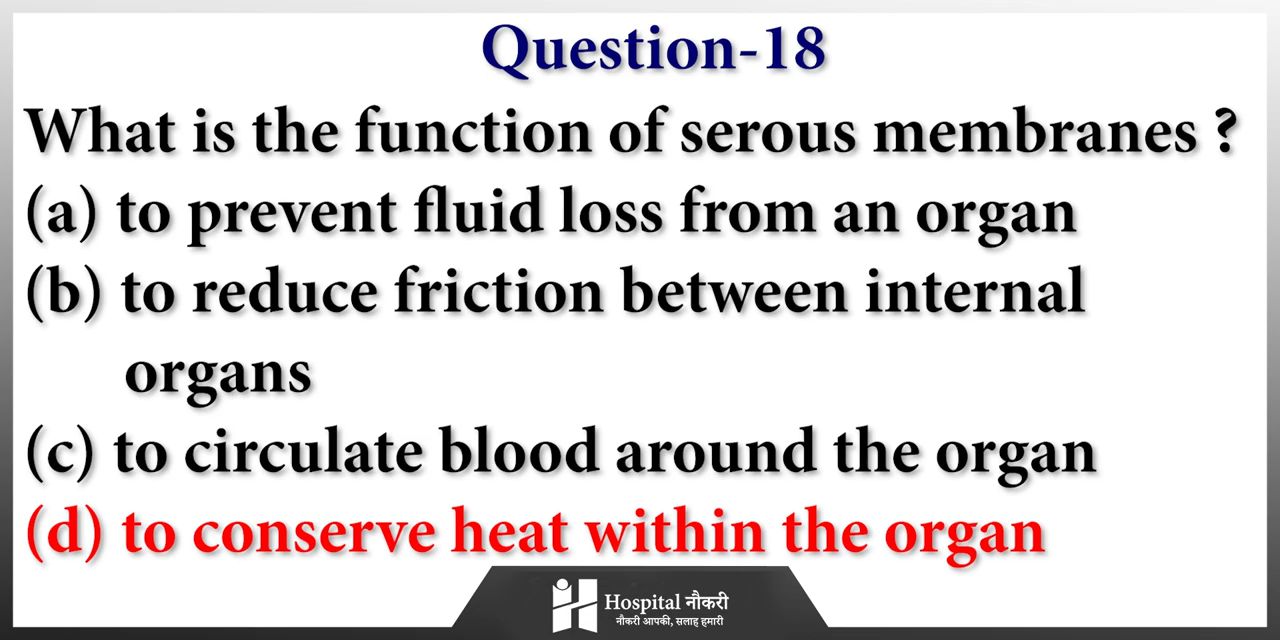 Question-18
What is the function of serous membranes ?
(a) to prevent fluid loss from an organ
(b) to reduce friction between internal
organs
(c) to circulate blood around the organ
(d) to conserve heat within the organ
Hospital नौकरी
नौकरी आपकी, सलाह हमारी